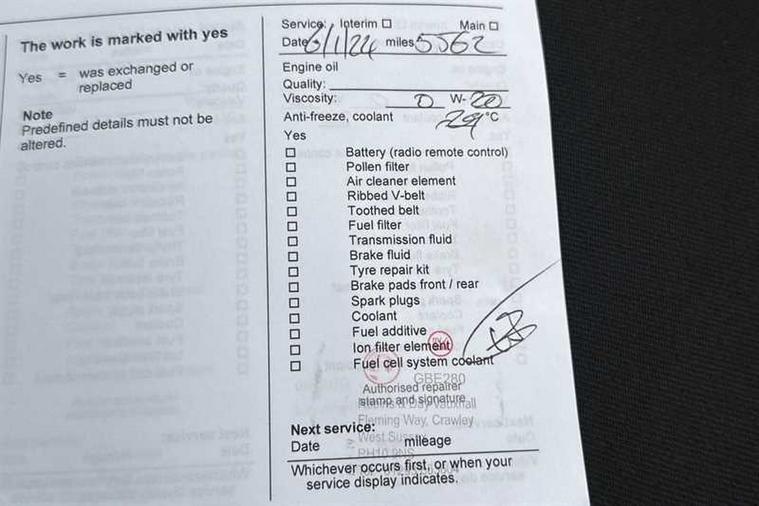 The work is marked with yes
Yes = was exchanged or
replaced
Note
Predefined details must not be
altered.
Service: Interim □ Main □
Date 6/1/24 miles 5562
Engine oil
Quality:
Viscosity: 0 W- 20
Anti-freeze, coolant 29 °C
Yes
□ Battery (radio remote control)
□ Pollen filter
□ Air cleaner element
□ Ribbed V-belt
□ Toothed belt
□ Fuel filter
□ Transmission fluid
□ Brake fluid
□ Tyre repair kit
□ Brake pads front / rear
□ Spark plugs
□ Coolant
□ Fuel additive
□ Ion filter element
□ Fuel cell system coolant
GBE280
Authorised repairer
stamp and signature
Day Vauxhall
Fleming Way, Crawley
Next service:
West
Date mileage
RH10 9NS
Whichever occurs first, or when your
service display indicates.